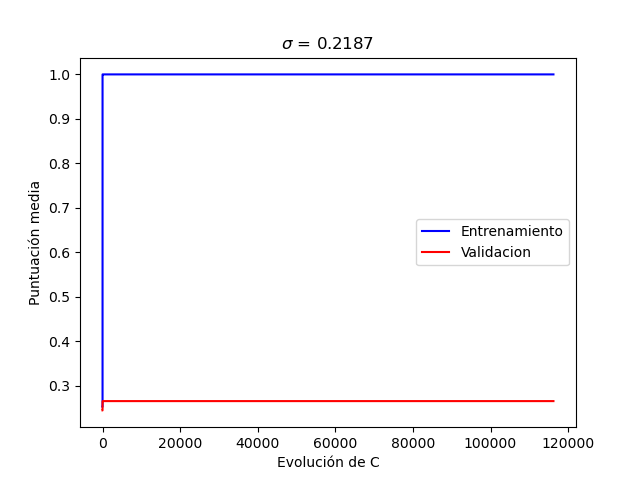 σ = 0.2187
1.0
0.9
0.8
0.7
0.6
0.5
0.4
0.3
Puntuación media
Entrenamiento
Validacion
0 20000 40000 60000 80000 100000 120000
Evolución de C